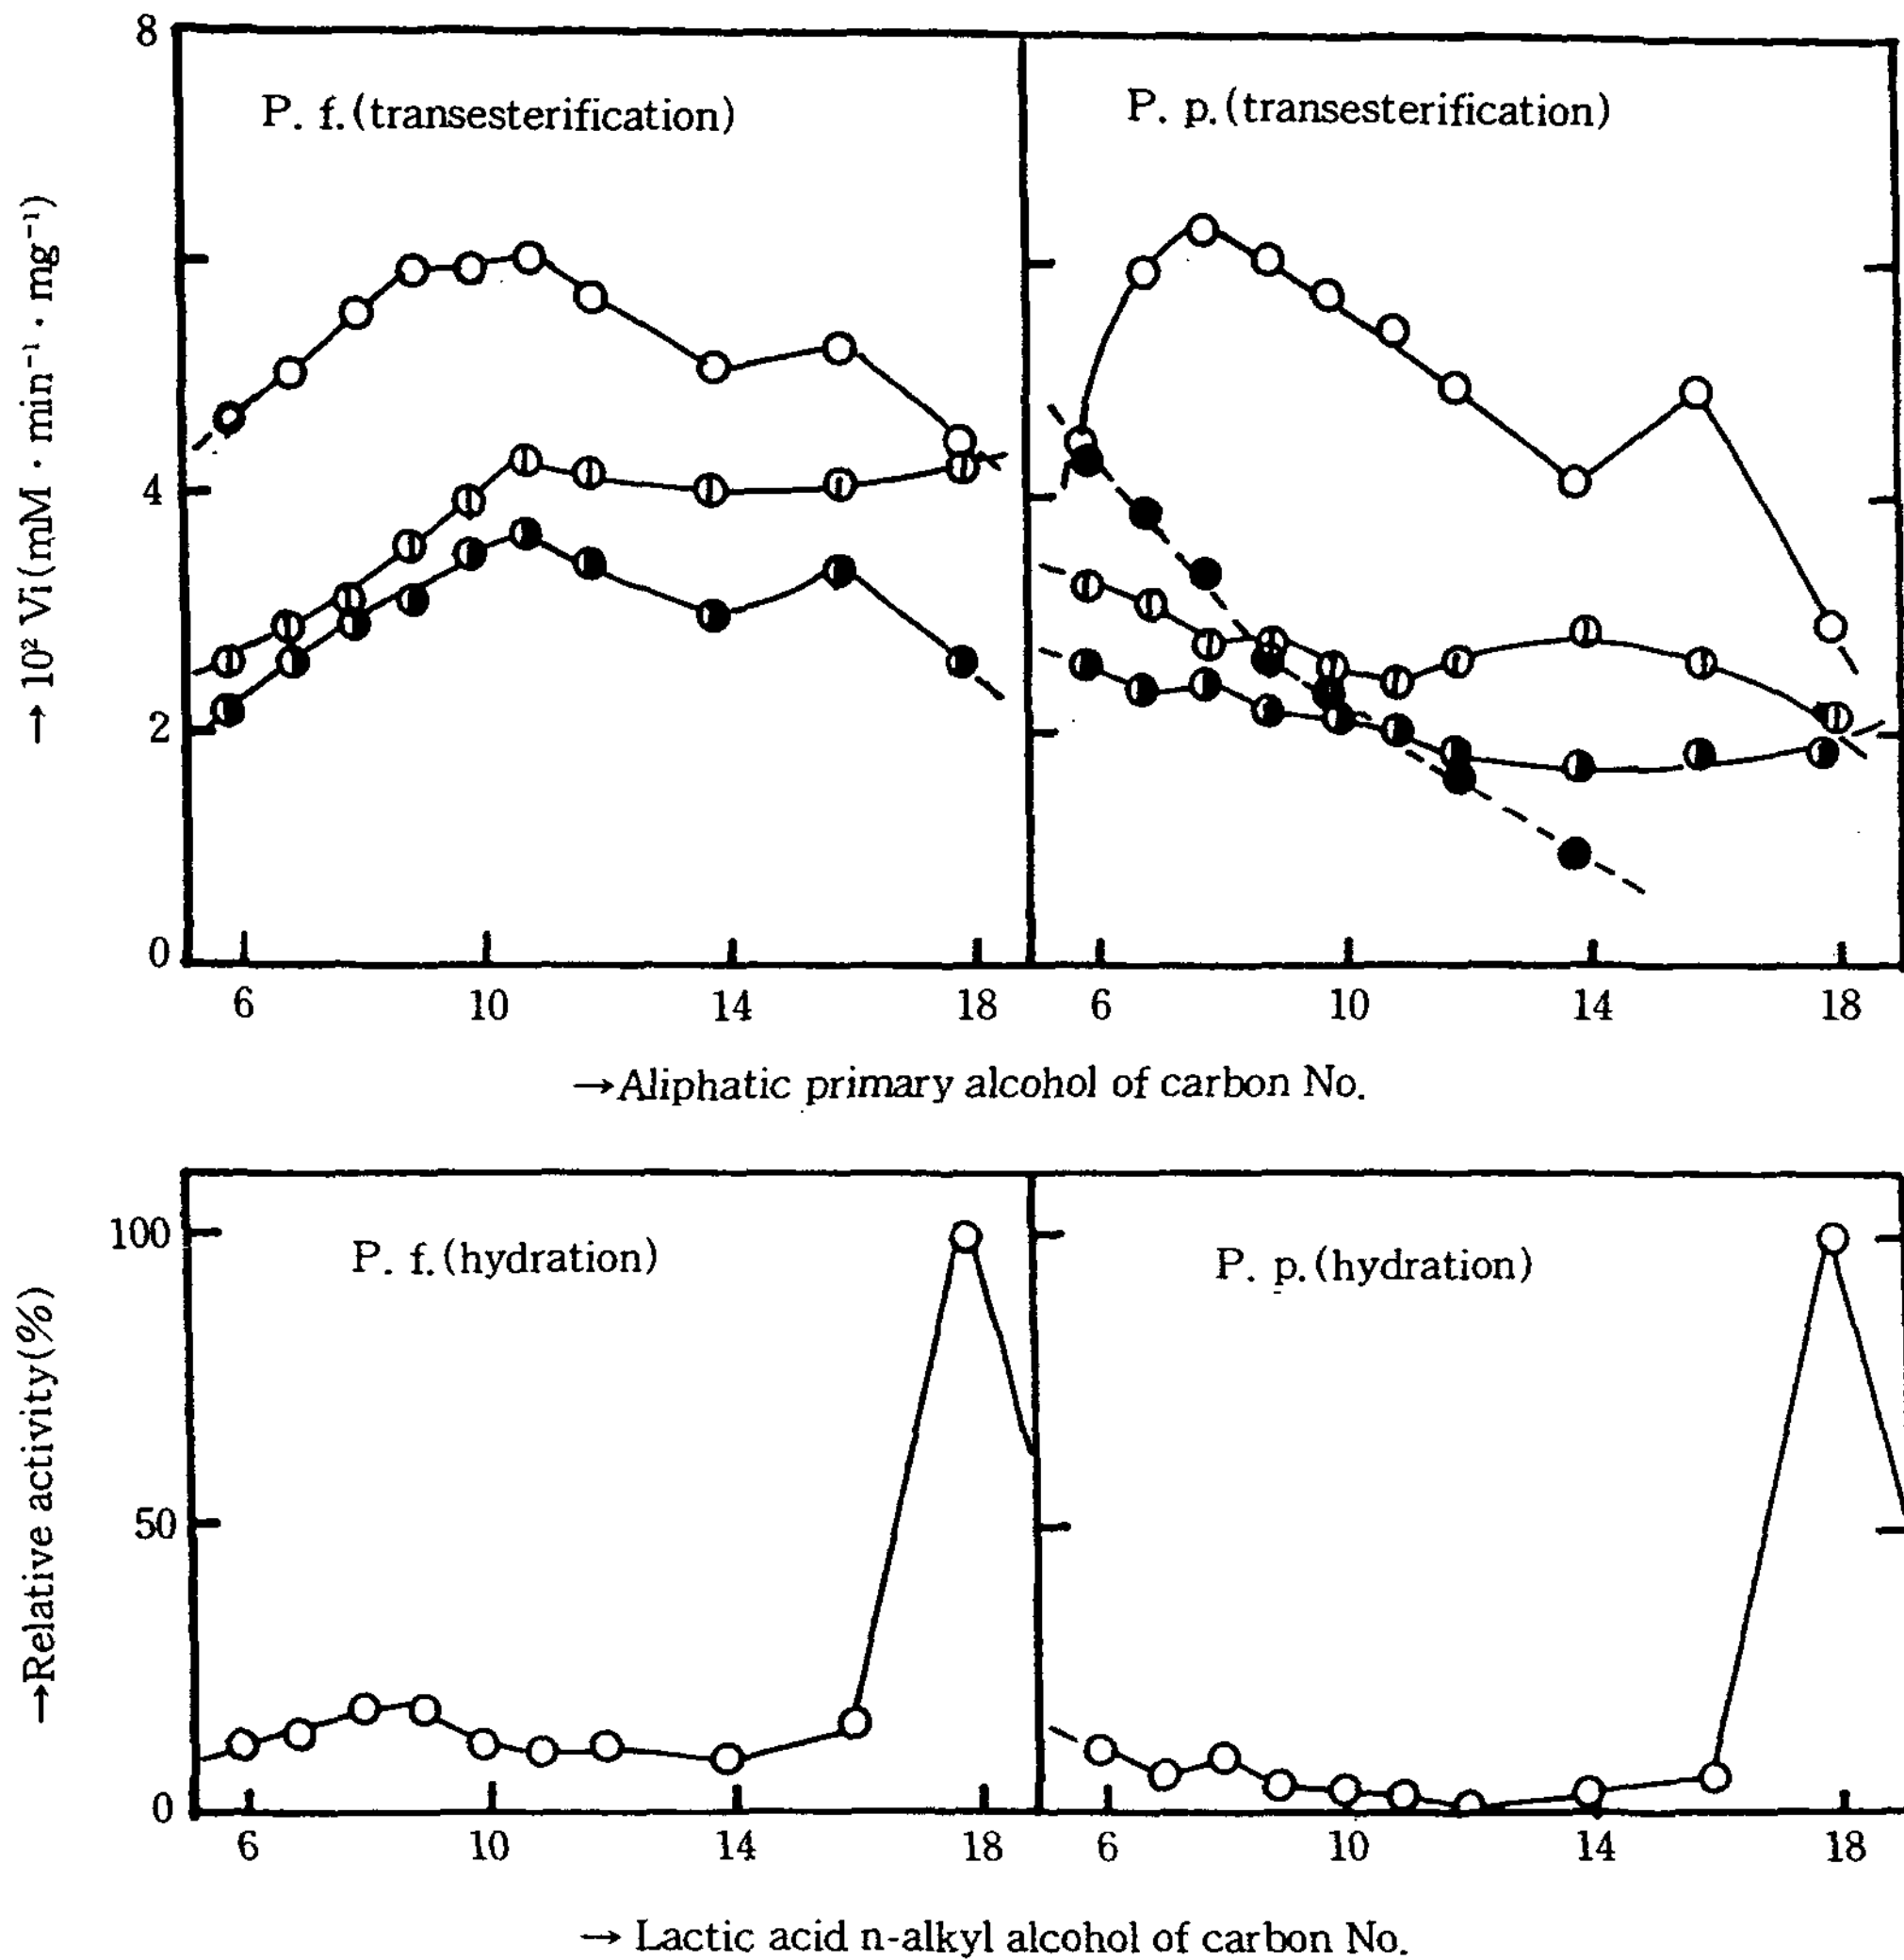 8
P. f. (transesterification)
P. p. (transesterification)
→ 10² Vi (mM · min⁻¹ · mg⁻¹)
4
2
0
6 10 14 18 6 10 14 18
→Aliphatic primary alcohol of carbon No.
100
P. f. (hydration)
P. p. (hydration)
→Relative activity (%)
50
0
6 10 14 18 6 10 14 18
→ Lactic acid n-alkyl alcohol of carbon No.